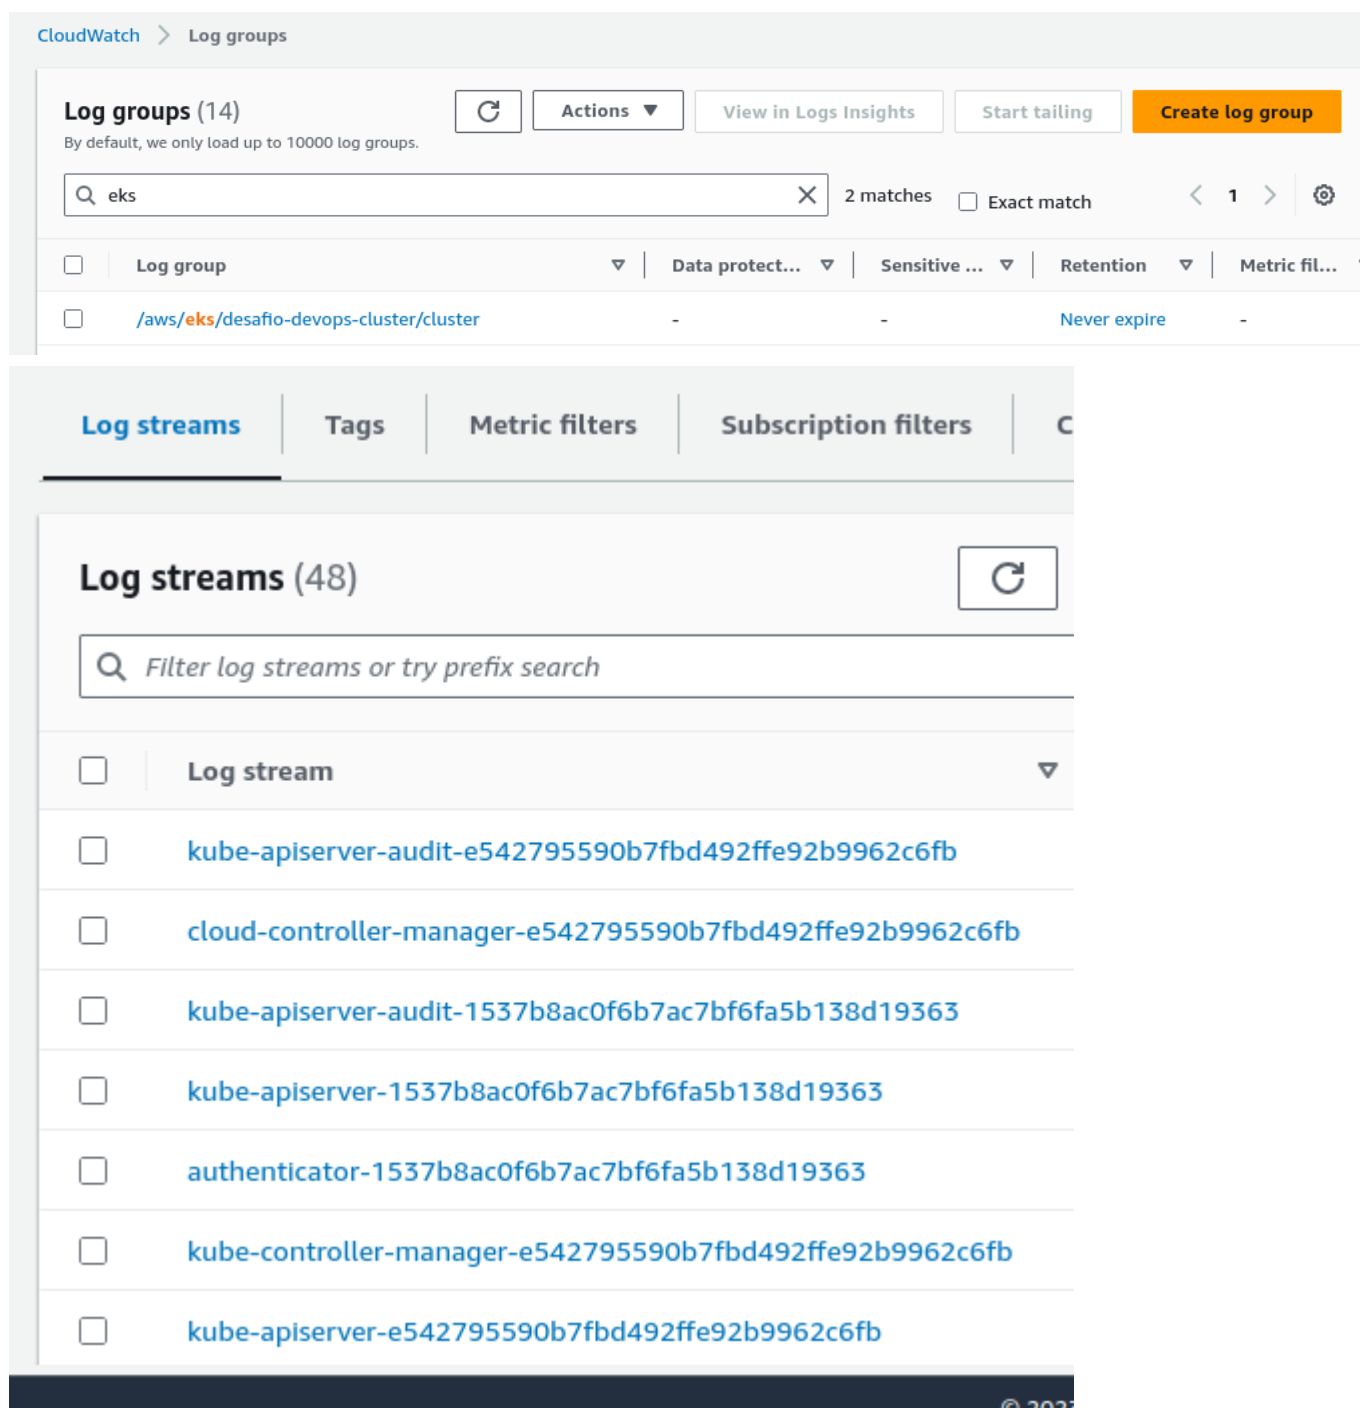 CloudWatch > Log groups
Log groups (14)
Actions ▼
View in Logs Insights
Start tailing
Create log group
By default, we only load up to 10000 log groups.
eks
2 matches
Exact match
1
Log group
Data protect...
Sensitive ...
Retention
Metric fil...
/aws/eks/desafio-devops-cluster/cluster
-
-
Never expire
-
Log streams
Tags
Metric filters
Subscription filters
C
Log streams (48)
Filter log streams or try prefix search
Log stream
kube-apiserver-audit-e542795590b7fbd492ffe92b9962c6fb
cloud-controller-manager-e542795590b7fbd492ffe92b9962c6fb
kube-apiserver-audit-1537b8ac0f6b7ac7bf6fa5b138d19363
kube-apiserver-1537b8ac0f6b7ac7bf6fa5b138d19363
authenticator-1537b8ac0f6b7ac7bf6fa5b138d19363
kube-controller-manager-e542795590b7fbd492ffe92b9962c6fb
kube-apiserver-e542795590b7fbd492ffe92b9962c6fb